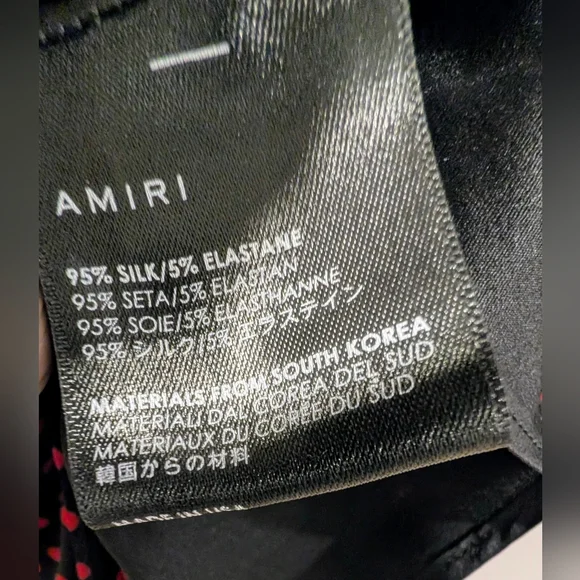 AMIRI
95% SILK/5% ELASTANE
95% SETA/5% ELASTAN
95% SOIE/5% ELASTHANNE
95% シルク/5% エラステイン
MATERIALS FROM SOUTH KOREA
MATERIALI DAL COREA DEL SUD
MATERIAUX DU COREE DU SUD
韓国からの材料